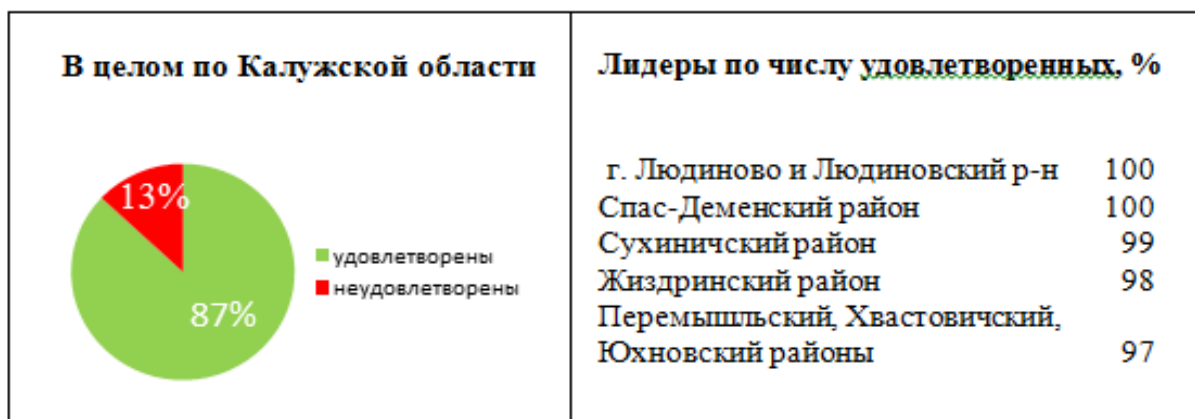 В целом по Калужской области
13%
87%
удовлетворены
неудовлетворены
Лидеры по числу удовлетворенных, %
г. Людиново и Людиновский р-н 100
Спас-Деменский район 100
Сухиничский район 99
Жиздринский район 98
Перемышльский, Хвастовичский,
Юхновский районы 97